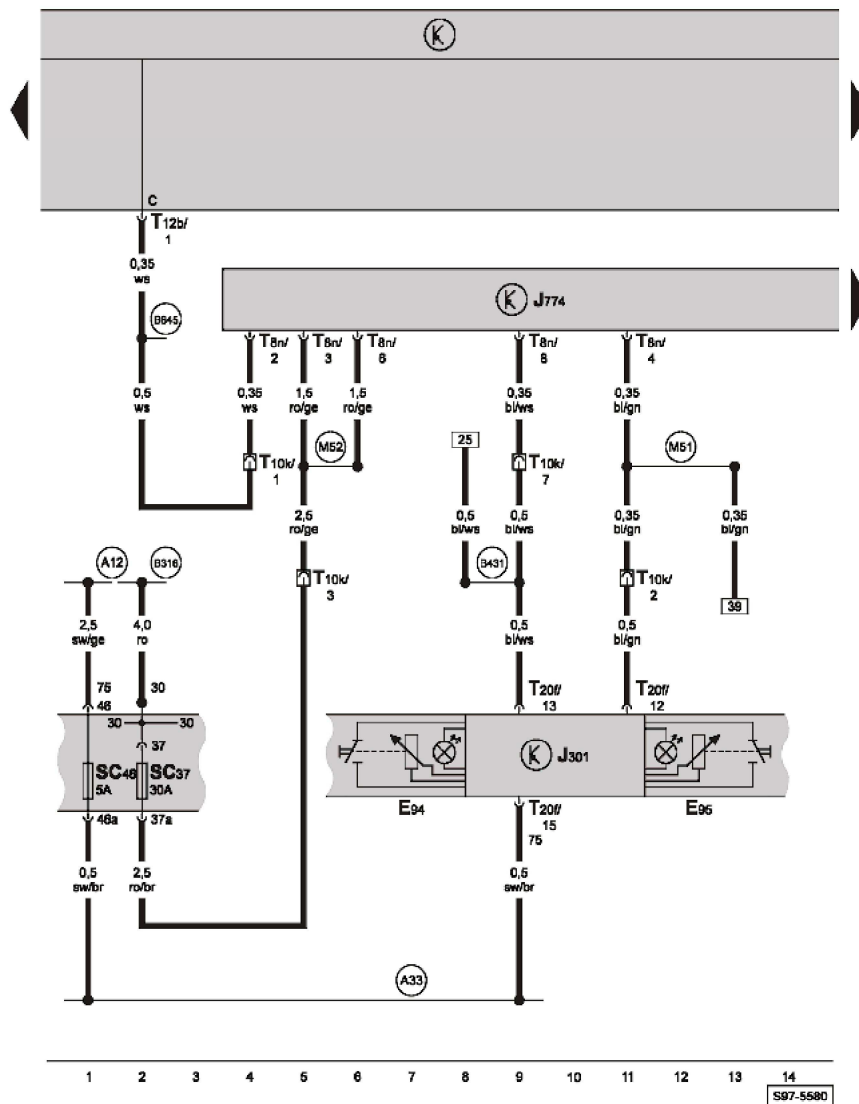 K
C
T12b/
1
0,35
ws
K J774
B645
T8n/ T8n/ T8n/ T8n/ T8n/
2 3 6 8 4
0,5 0,35 1,5 1,5 0,35 0,35
ws ws ro/ge ro/ge bl/ws bl/gn
25
M52
M51
T10k/ T10k/
1 7
2,5 0,5 0,5 0,35 0,35
ro/ge bl/ws bl/ws bl/gn bl/gn
A12 B316 B431
T10k/ T10k/
3 2
39
2,5 4,0 0,5 0,5
sw/ge ro bl/ws bl/gn
75 30 T20f/ T20f/
46 13 12
30 30
37
K J301
SC46 SC37
5A 30A
E94 E95
46a 37a T20f/
15
75
0,5 2,5 0,5
sw/br ro/br sw/br
A33
1 2 3 4 5 6 7 8 9 10 11 12 13 14
S97-5580